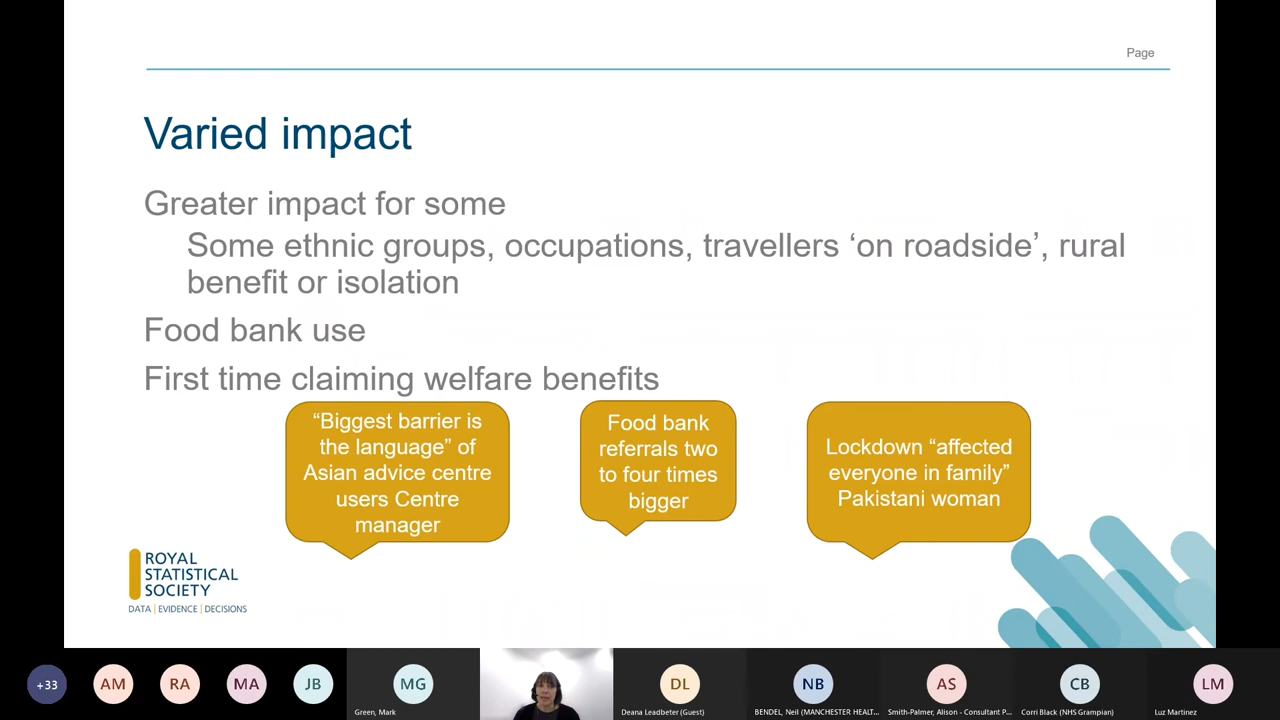 Page
Varied impact
Greater impact for some
Some ethnic groups, occupations, travellers ‘on roadside’, rural
benefit or isolation
Food bank use
First time claiming welfare benefits
“Biggest barrier is
the language” of
Asian advice centre
users Centre
manager
Food bank
referrals two
to four times
bigger
Lockdown “affected
everyone in family”
Pakistani woman
ROYAL
STATISTICAL
SOCIETY
DATA | EVIDENCE | DECISIONS
+33
AM
RA
MA
JB
MG
DL
NB
AS
CB
LM
Green, Mark
Deana Leadbeter (Guest)
BENDEL, Neil (MANCHESTER HEALT...
Smith-Palmer, Alison - Consultant P...
Corri Black (NHS Grampian)
Luz Martinez